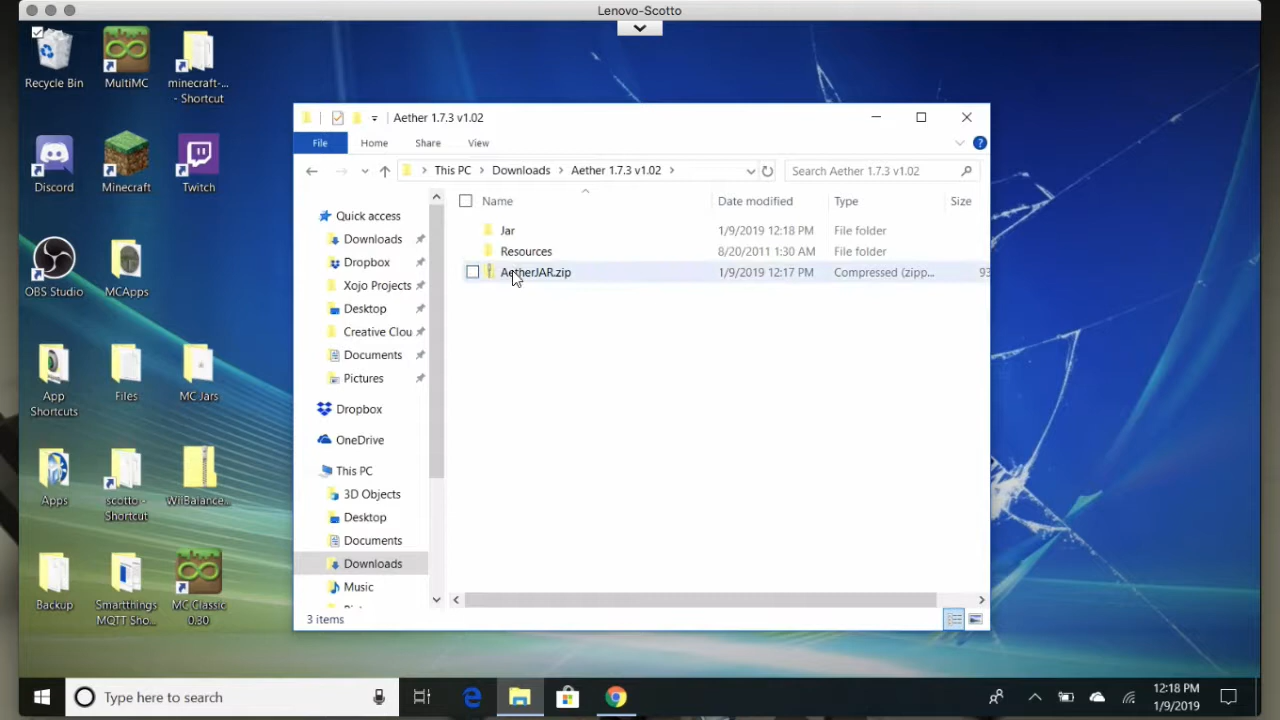 Lenovo-Scotto
Recycle Bin
MultiMC
minecraft-...
- Shortcut
Discord
Minecraft
Twitch
OBS Studio
MCApps
App
Shortcuts
Files
MC Jars
Apps
scotto -
Shortcut
WiiBalance...
Backup
Smartthings
MQTT Sho...
MC Classic
0.30
Aether 1.7.3 v1.02
File Home Share View
This PC > Downloads > Aether 1.7.3 v1.02 >
Search Aether 1.7.3 v1.02
Name Date modified Type Size
Jar 1/9/2019 12:18 PM File folder
Resources 8/20/2011 1:30 AM File folder
AetherJAR.zip 1/9/2019 12:17 PM Compressed (zipp... 93
Quick access
Downloads
Dropbox
Xojo Projects
Desktop
Creative Clou
Documents
Pictures
Dropbox
OneDrive
This PC
3D Objects
Desktop
Documents
Downloads
Music
3 items
Type here to search
12:18 PM
1/9/2019